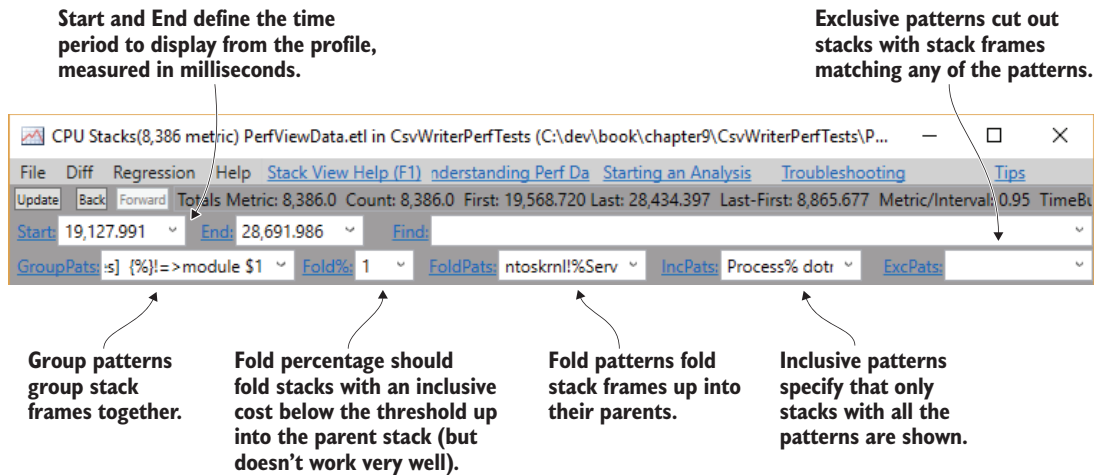 Start and End define the time
period to display from the profile,
measured in milliseconds.
Exclusive patterns cut out
stacks with stack frames
matching any of the patterns.
CPU Stacks(8,386 metric) PerfViewData.etl in CsvWriterPerfTests (C:\dev\book\chapter9\CsvWriterPerfTests\P...
File Diff Regression Help Stack View Help (F1) nderstanding Perf Da Starting an Analysis Troubleshooting Tips
Update Back Forward Totals Metric: 8,386.0 Count: 8,386.0 First: 19,568.720 Last: 28,434.397 Last-First: 8,865.677 Metric/Interval: 0.95 TimeBu
Start: 19,127.991 End: 28,691.986 Find:
GroupPats: s] {%}!=>module $1 Fold%: 1 FoldPats: ntoskrnl!%Serv IncPats: Process% dotr ExcPats:
Group patterns
group stack
frames together.
Fold percentage should
fold stacks with an inclusive
cost below the threshold up
into the parent stack (but
doesn't work very well).
Fold patterns fold
stack frames up into
their parents.
Inclusive patterns
specify that only
stacks with all the
patterns are shown.